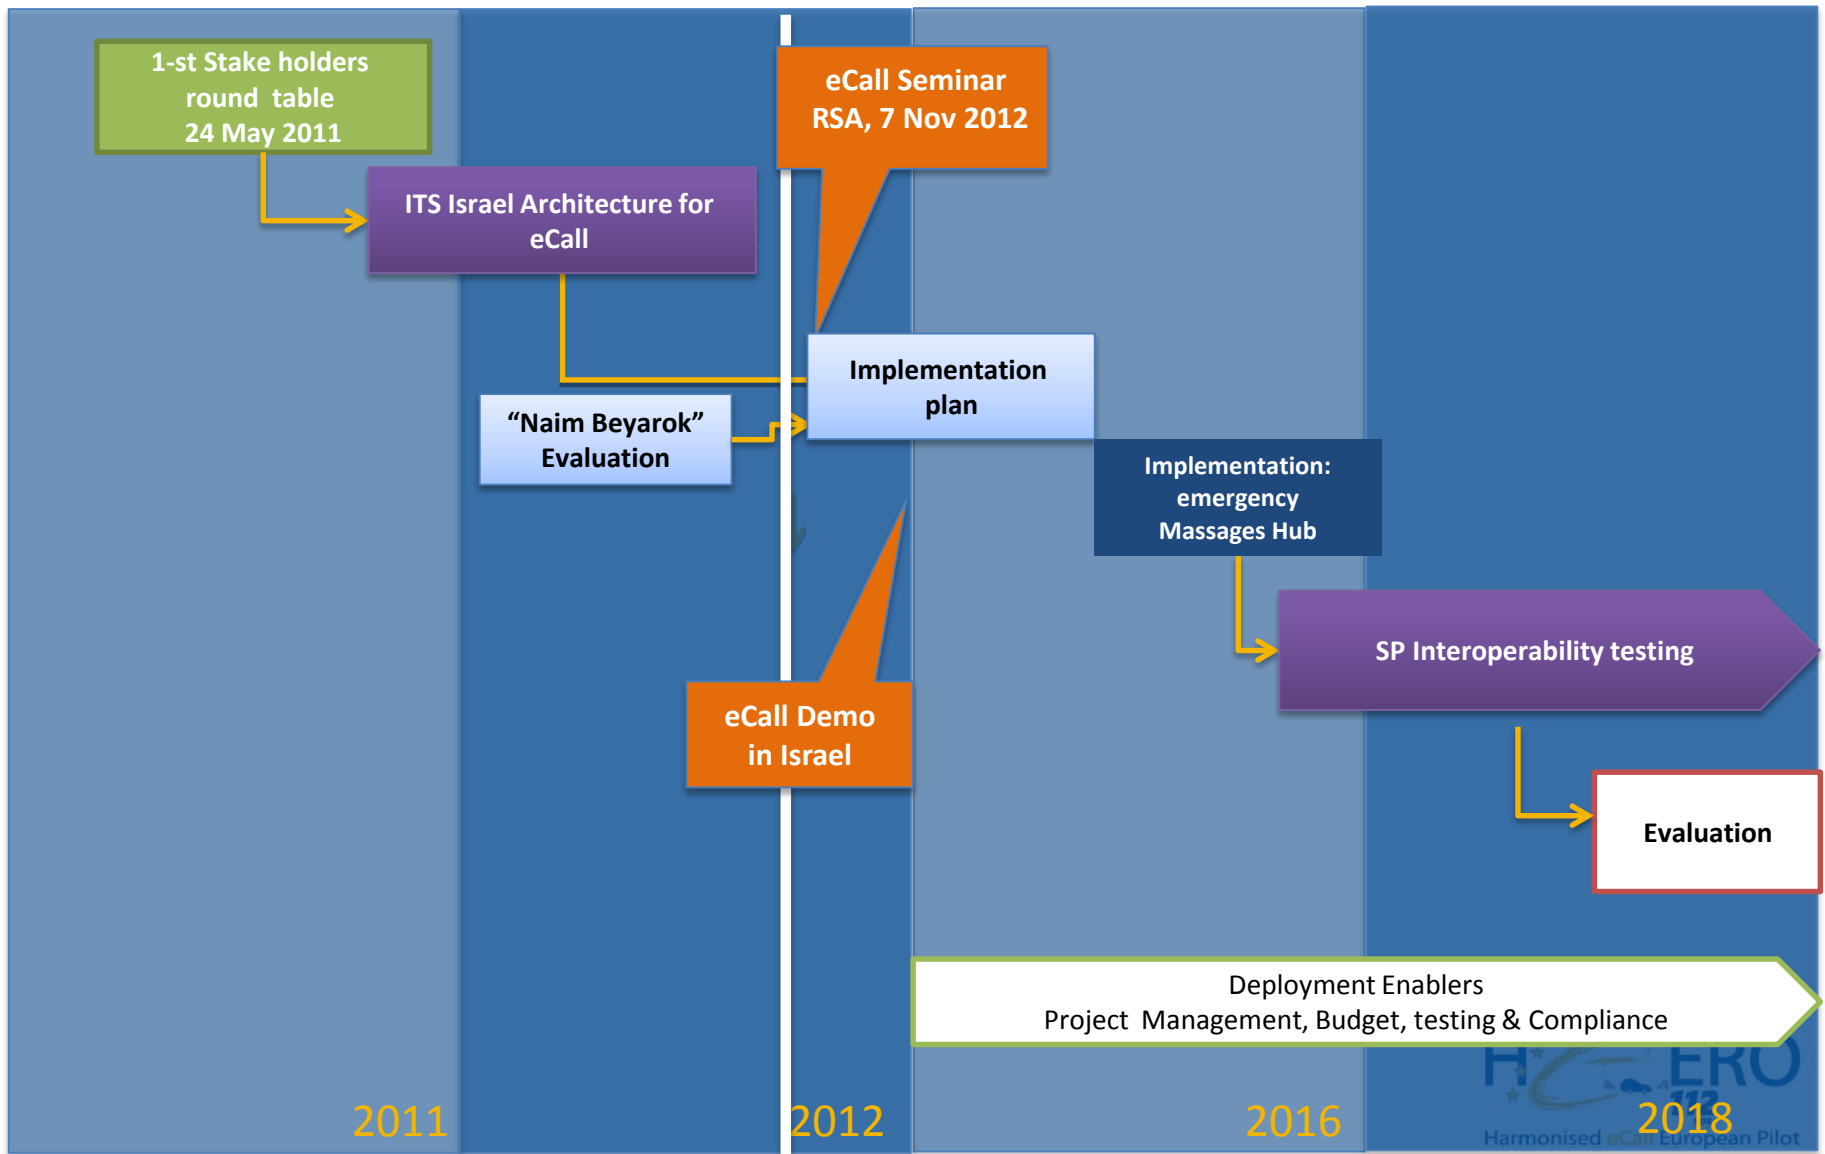 1-st Stake holders
round table
24 May 2011
eCall Seminar
RSA, 7 Nov 2012
ITS Israel Architecture for
eCall
Implementation
plan
“Naim Beyarok”
Evaluation
Implementation:
emergency
Massages Hub
SP Interoperability testing
eCall Demo
in Israel
Evaluation
Deployment Enablers
Project Management, Budget, testing & Compliance
H ERO
112
2011
2012
2016
2018
Harmonised eCall European Pilot